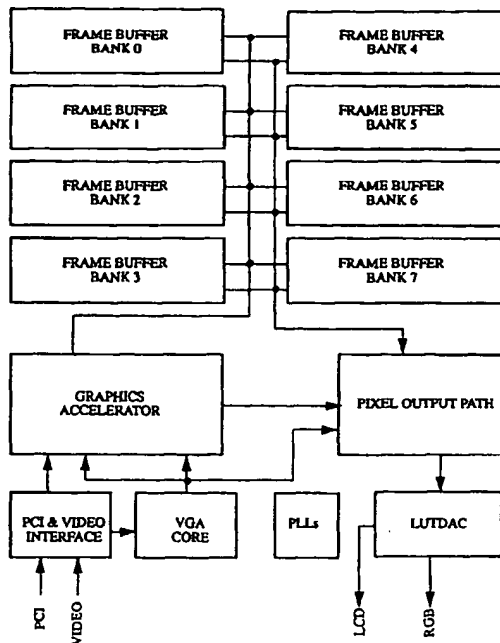 FRAME BUFFER
BANK 0
FRAME BUFFER
BANK 4
FRAME BUFFER
BANK 1
FRAME BUFFER
BANK 5
FRAME BUFFER
BANK 2
FRAME BUFFER
BANK 6
FRAME BUFFER
BANK 3
FRAME BUFFER
BANK 7
GRAPHICS
ACCELERATOR
PIXEL OUTPUT PATH
PCI & VIDEO
INTERFACE
VGA
CORE
PLLs
LUTDAC
PCI
VIDEO
LCD
RGB